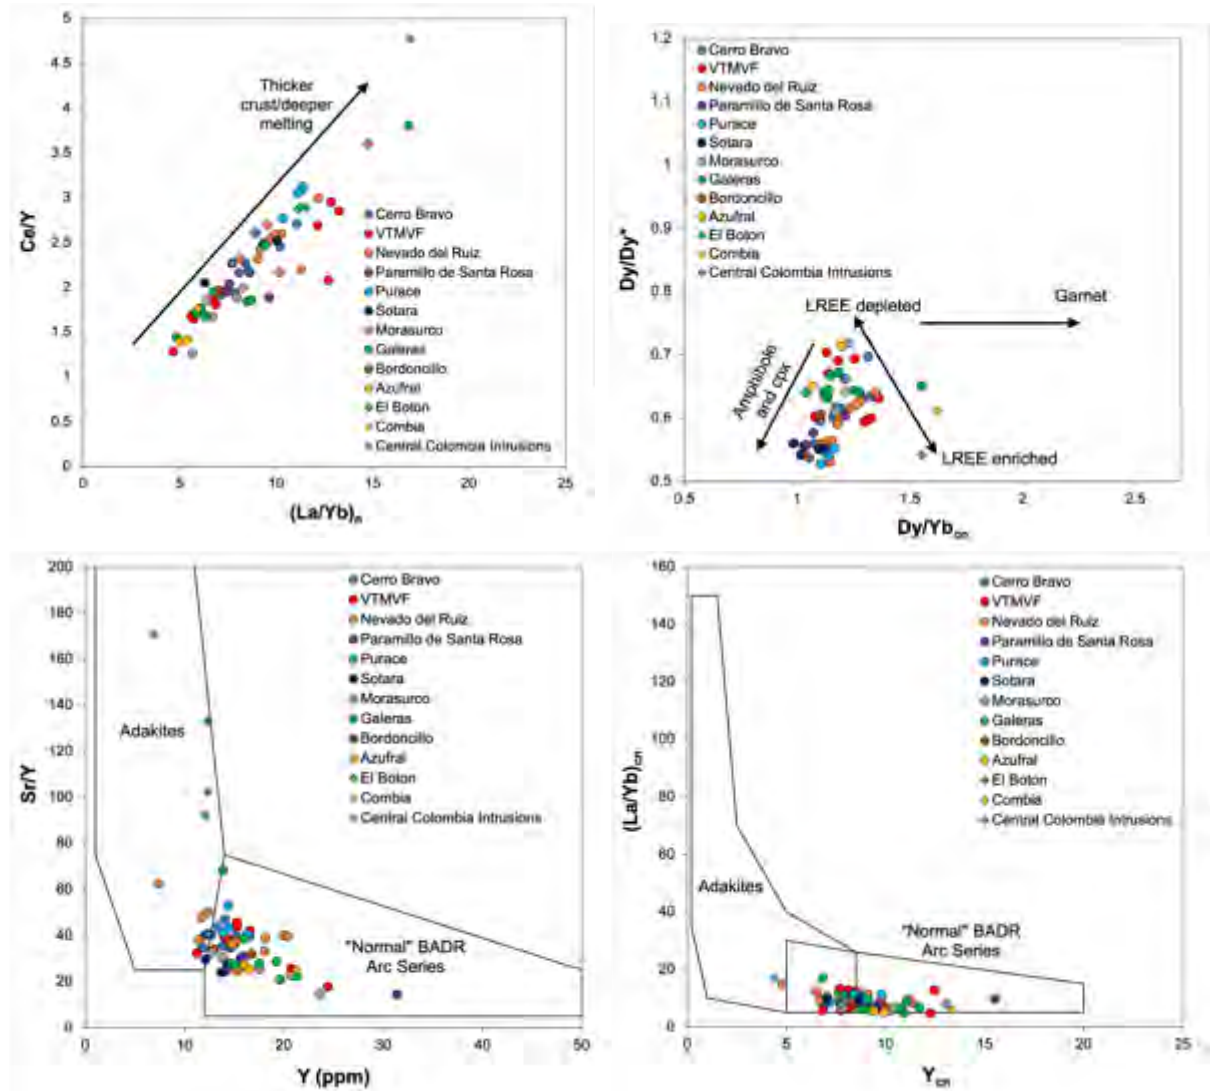 5
4.5
4
3.5
3
2.5
2
1.5
1
0.5
0
0
5
10
15
20
25
Ce/Y
(La/Yb)n
Thicker
crust/deeper
melting
Cerro Bravo
VTMVF
Nevado del Ruiz
Paramillo de Santa Rosa
Purace
Sotara
Morasurco
Galeras
Bordoncillo
Azufral
El Boton
Combia
Central Colombia Intrusions
1.2
1.1
1
0.9
0.8
0.7
0.6
0.5
0.5
1
1.5
2
2.5
Dy/Dy*
Dy/Ybcn
Cerro Bravo
VTMVF
Nevado del Ruiz
Paramillo de Santa Rosa
Purace
Sotara
Morasurco
Galeras
Bordoncillo
Azufral
El Boton
Combia
Central Colombia Intrusions
LREE depleted
Garnet
Amphibole
and cpx
LREE enriched
200
180
160
140
120
100
80
60
40
20
0
0
10
20
30
40
50
Sr/Y
Y (ppm)
Adakites
Cerro Bravo
VTMVF
Nevado del Ruiz
Paramillo de Santa Rosa
Purace
Sotara
Morasurco
Galeras
Bordoncillo
Azufral
El Boton
Combia
Central Colombia Intrusions
"Normal" BADR
Arc Series
160
140
120
100
80
60
40
20
0
0
5
10
15
20
25
(La/Yb)cn
Ycn
Cerro Bravo
VTMVF
Nevado del Ruiz
Paramillo de Santa Rosa
Purace
Sotara
Morasurco
Galeras
Bordoncillo
Azufral
El Boton
Combia
Central Colombia Intrusions
Adakites
"Normal" BADR
Arc Series